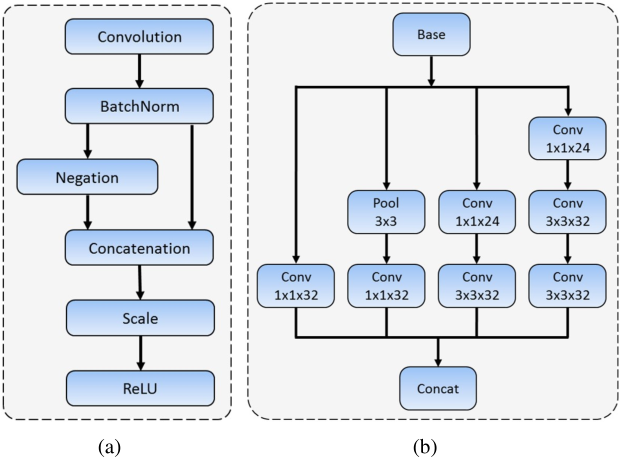 Convolution
BatchNorm
Negation
Concatenation
Scale
ReLU
(a)
Base
Conv
1x1x24
Pool
3x3
Conv
1x1x24
Conv
3x3x32
Conv
1x1x32
Conv
1x1x32
Conv
3x3x32
Conv
3x3x32
Concat
(b)